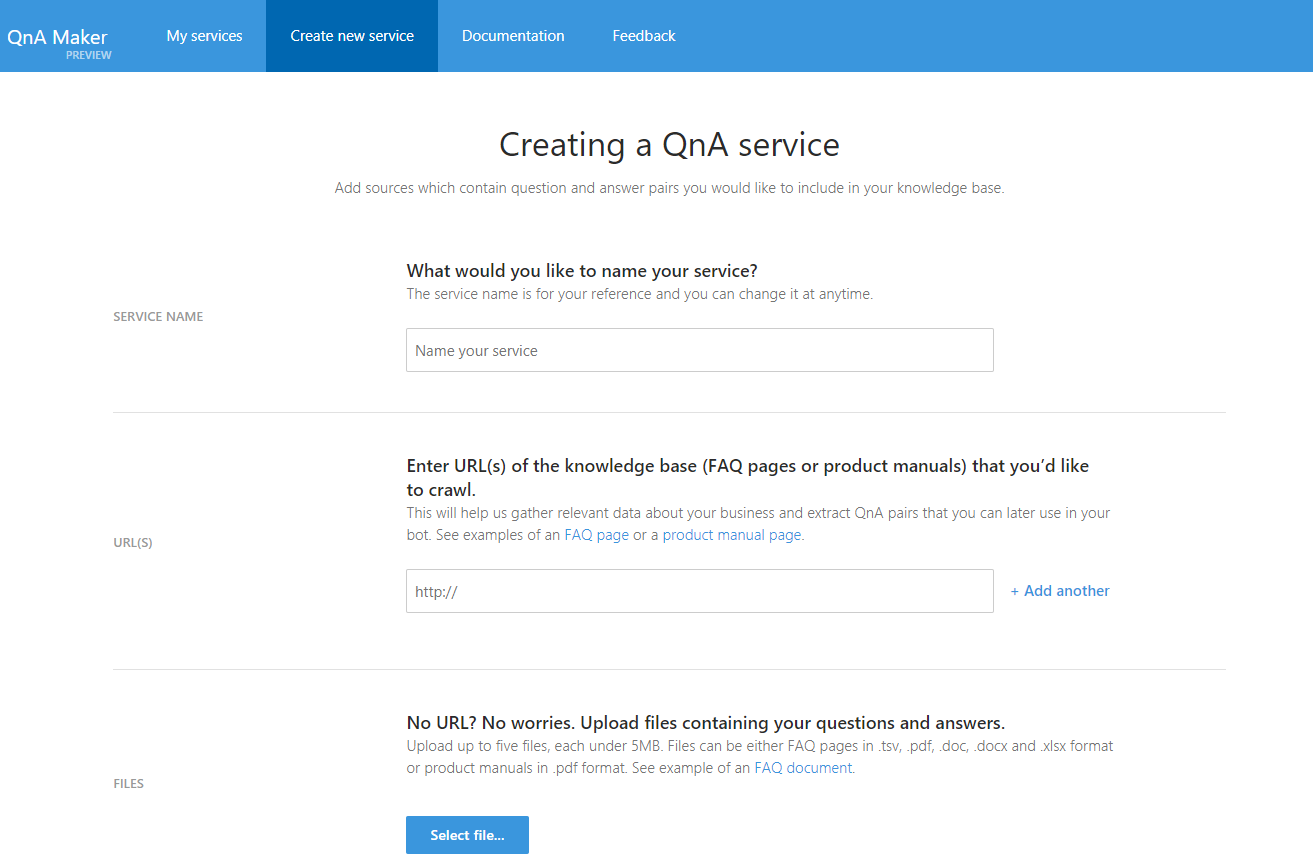 QnA Maker
PREVIEW
My services
Create new service
Documentation
Feedback
Creating a QnA service
Add sources which contain question and answer pairs you would like to include in your knowledge base.
SERVICE NAME
What would you like to name your service?
The service name is for your reference and you can change it at anytime.
Name your service
URL(S)
Enter URL(s) of the knowledge base (FAQ pages or product manuals) that you’d like
to crawl.
This will help us gather relevant data about your business and extract QnA pairs that you can later use in your
bot. See examples of an FAQ page or a product manual page.
http://
+ Add another
FILES
No URL? No worries. Upload files containing your questions and answers.
Upload up to five files, each under 5MB. Files can be either FAQ pages in .tsv, .pdf, .doc, .docx and .xlsx format
or product manuals in .pdf format. See example of an FAQ document.
Select file...